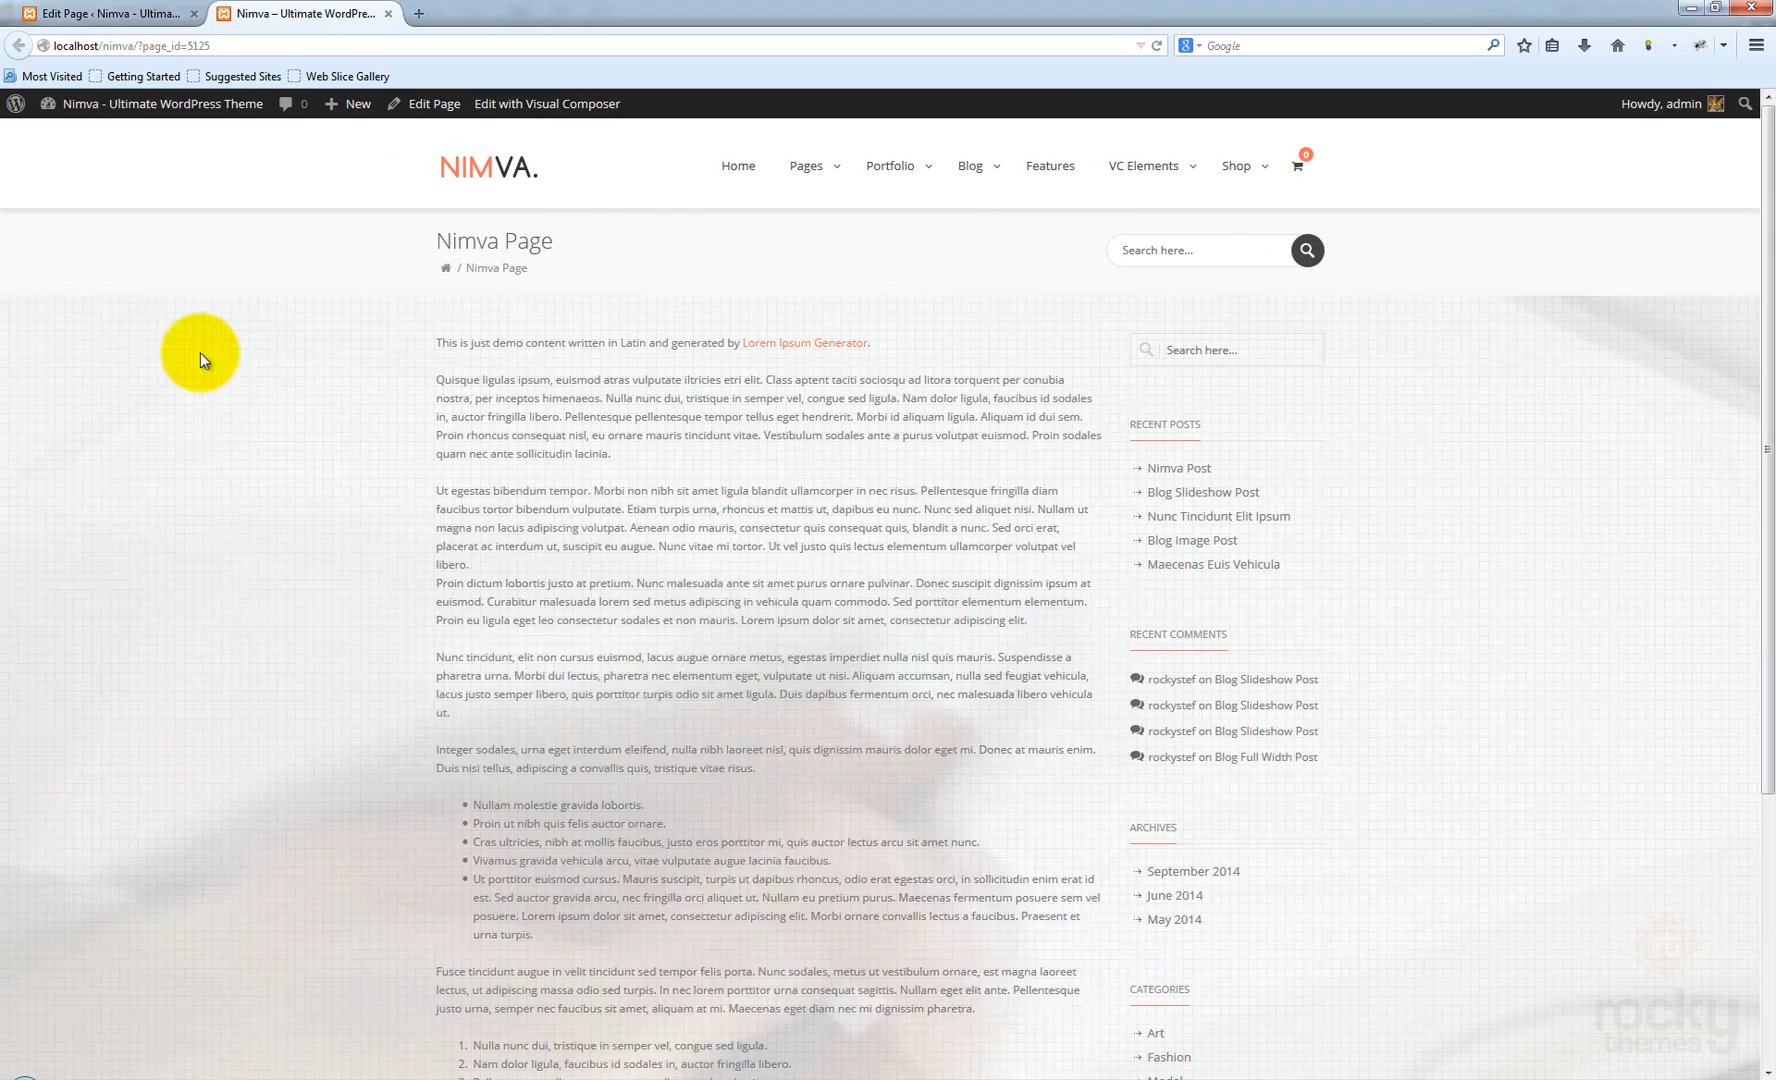 Edit Page ‹ Nimva - Ultima...
Nimva – Ultimate WordPre...
localhost/nimva/?page_id=5125
Google
Most Visited
Getting Started
Suggested Sites
Web Slice Gallery
Nimva - Ultimate WordPress Theme
0
New
Edit Page
Edit with Visual Composer
Howdy, admin
NIMVA.
Home
Pages
Portfolio
Blog
Features
VC Elements
Shop
0
Nimva Page
/ Nimva Page
Search here...
This is just demo content written in Latin and generated by Lorem Ipsum Generator.
Quisque ligulas ipsum, euismod atras vulputate iltricies etri elit. Class aptent taciti sociosqu ad litora torquent per conubia
nostra, per inceptos himenaeos. Nulla nunc dui, tristique in semper vel, congue sed ligula. Nam dolor ligula, faucibus id sodales
in, auctor fringilla libero. Pellentesque pellentesque tempor tellus eget hendrerit. Morbi id aliquam ligula. Aliquam id dui sem.
Proin rhoncus consequat nisl, eu ornare mauris tincidunt vitae. Vestibulum sodales ante a purus volutpat euismod. Proin sodales
quam nec ante sollicitudin lacinia.
Ut egestas bibendum tempor. Morbi non nibh sit amet ligula blandit ullamcorper in nec risus. Pellentesque fringilla diam
faucibus tortor bibendum vulputate. Etiam turpis urna, rhoncus et mattis ut, dapibus eu nunc. Nunc sed aliquet nisi. Nullam ut
magna non lacus adipiscing volutpat. Aenean odio mauris, consectetur quis consequat quis, blandit a nunc. Sed orci erat,
placerat ac interdum ut, suscipit eu augue. Nunc vitae mi tortor. Ut vel justo quis lectus elementum ullamcorper volutpat vel
libero.
Proin dictum lobortis justo at pretium. Nunc malesuada ante sit amet purus ornare pulvinar. Donec suscipit dignissim ipsum at
euismod. Curabitur malesuada lorem sed metus adipiscing in vehicula quam commodo. Sed porttitor elementum elementum.
Proin eu ligula eget leo consectetur sodales et non mauris. Lorem ipsum dolor sit amet, consectetur adipiscing elit.
Nunc tincidunt, elit non cursus euismod, lacus augue ornare metus, egestas imperdiet nulla nisl quis mauris. Suspendisse a
pharetra urna. Morbi dui lectus, pharetra nec elementum eget, vulputate ut nisi. Aliquam accumsan, nulla sed feugiat vehicula,
lacus justo semper libero, quis porttitor turpis odio sit amet ligula. Duis dapibus fermentum orci, nec malesuada libero vehicula
ut.
Integer sodales, urna eget interdum eleifend, nulla nibh laoreet nisl, quis dignissim mauris dolor eget mi. Donec at mauris enim.
Duis nisi tellus, adipiscing a convallis quis, tristique vitae risus.
Nullam molestie gravida lobortis.
Proin ut nibh quis felis auctor ornare.
Cras ultricies, nibh at mollis faucibus, justo eros porttitor mi, quis auctor lectus arcu sit amet nunc.
Vivamus gravida vehicula arcu, vitae vulputate augue lacinia faucibus.
Ut porttitor euismod cursus. Mauris suscipit, turpis ut dapibus rhoncus, odio erat egestas orci, in sollicitudin enim erat id
est. Sed auctor gravida arcu, nec fringilla orci aliquet ut. Nullam eu pretium purus. Maecenas fermentum posuere sem vel
posuere. Lorem ipsum dolor sit amet, consectetur adipiscing elit. Morbi ornare convallis lectus a faucibus. Praesent et
urna turpis.
Fusce tincidunt augue in velit tincidunt sed tempor felis porta. Nunc sodales, metus ut vestibulum ornare, est magna laoreet
lectus, ut adipiscing massa odio sed turpis. In nec lorem porttitor urna consequat sagittis. Nullam eget elit ante. Pellentesque
justo urna, semper nec faucibus sit amet, aliquam at mi. Maecenas eget diam nec mi dignissim pharetra.
1. Nulla nunc dui, tristique in semper vel, congue sed ligula.
2. Nam dolor ligula, faucibus id sodales in, auctor fringilla libero.
Search here...
RECENT POSTS
Nimva Post
Blog Slideshow Post
Nunc Tincidunt Elit Ipsum
Blog Image Post
Maecenas Euis Vehicula
RECENT COMMENTS
rockystef on Blog Slideshow Post
rockystef on Blog Slideshow Post
rockystef on Blog Slideshow Post
rockystef on Blog Full Width Post
ARCHIVES
September 2014
June 2014
May 2014
CATEGORIES
Art
Fashion
rocky
themes